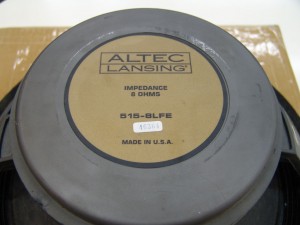 ALTEC
LANSING®
IMPEDANCE
8 OHMS
515-8LFE
MADE IN U.S.A.